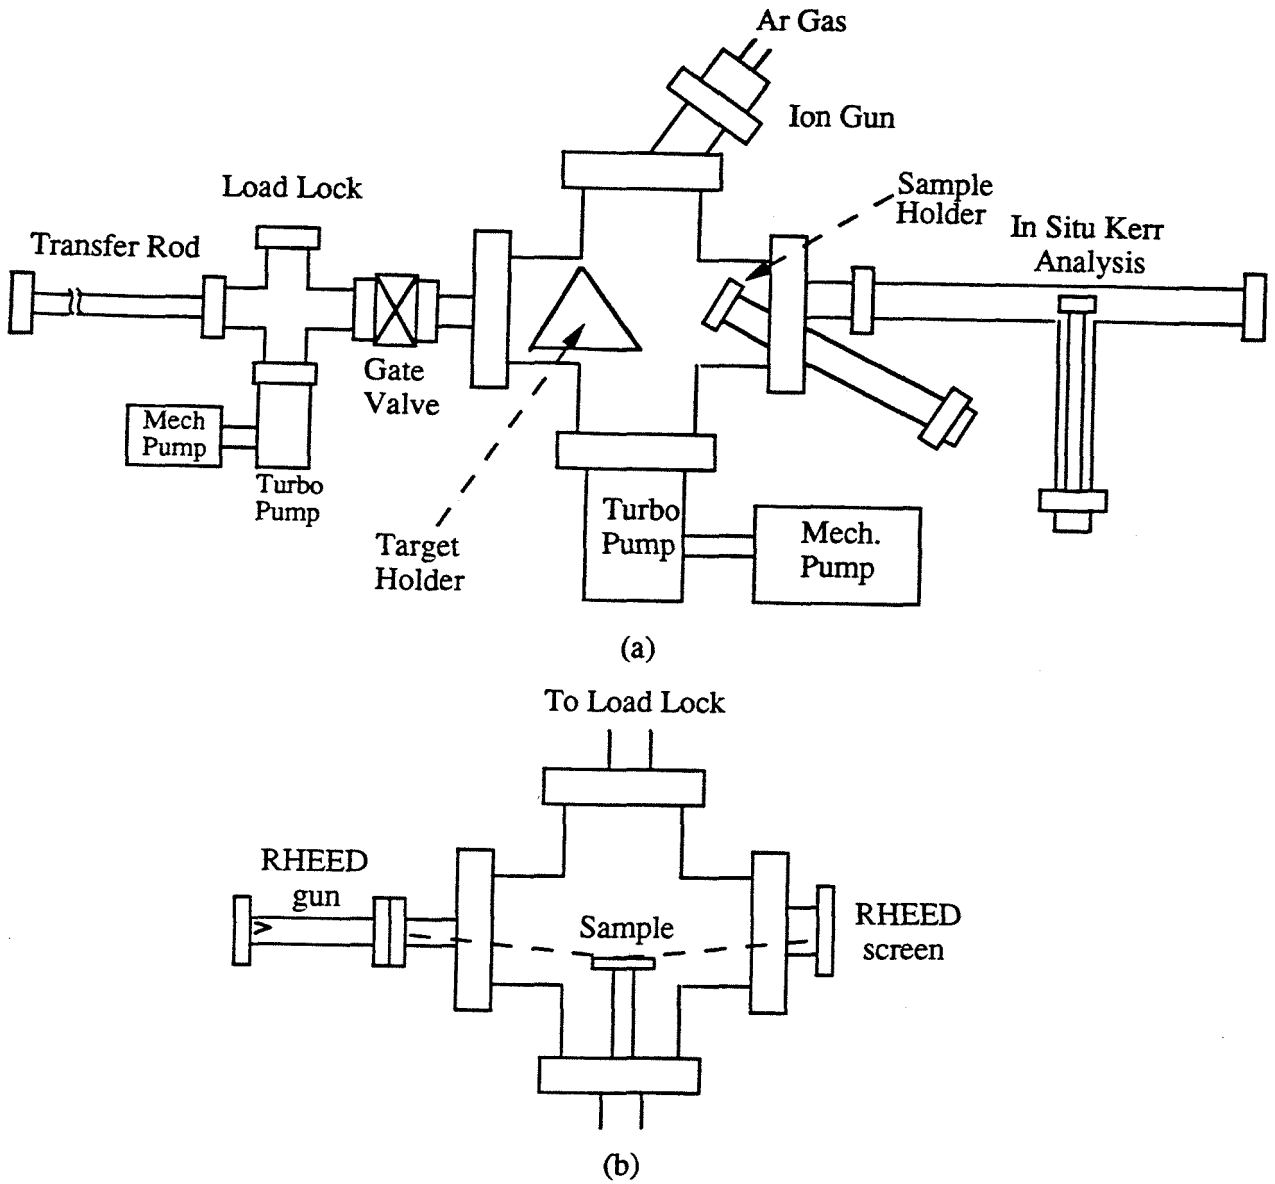 Ar Gas
Ion Gun
Load Lock
Sample
Holder
Transfer Rod
In Situ Kerr
Analysis
Gate
Valve
Mech
Pump
Turbo
Pump
Target
Holder
Turbo
Pump
Mech.
Pump
(a)
To Load Lock
RHEED
gun
Sample
RHEED
screen
(b)